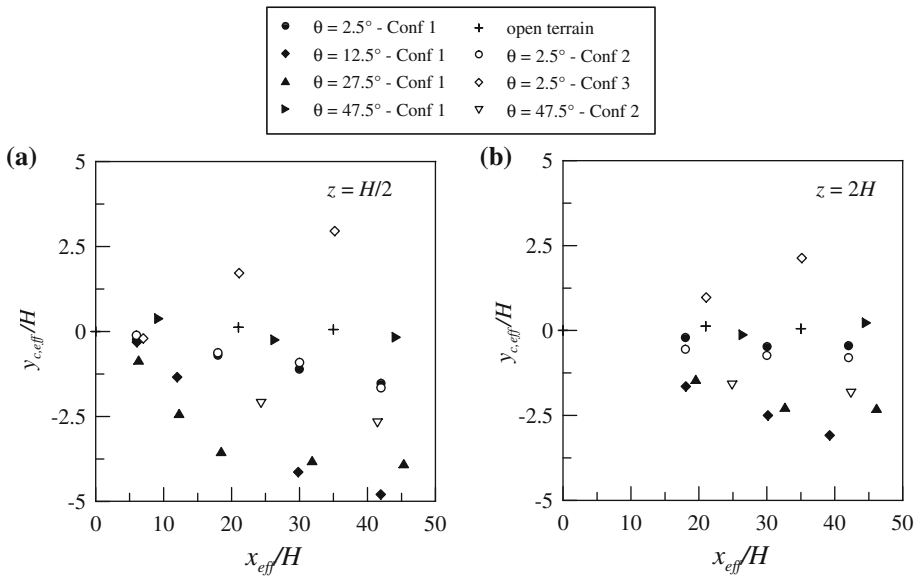 θ = 2.5° - Conf 1
θ = 12.5° - Conf 1
θ = 27.5° - Conf 1
θ = 47.5° - Conf 1
open terrain
θ = 2.5° - Conf 2
θ = 2.5° - Conf 3
θ = 47.5° - Conf 2
(a)
z = H/2
5
2.5
0
-2.5
-5
y_c,eff/H
0 10 20 30 40 50
x_eff/H
(b)
z = 2H
5
2.5
0
-2.5
-5
y_c,eff/H
0 10 20 30 40 50
x_eff/H